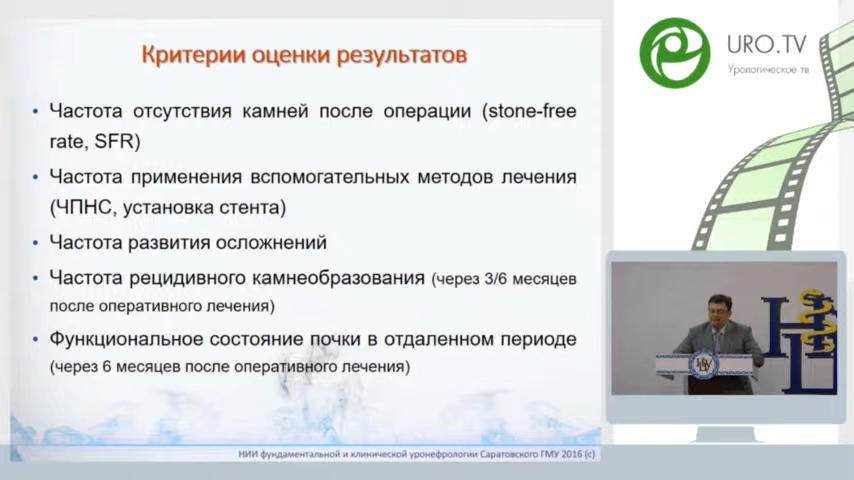 Критерии оценки результатов
• Частота отсутствия камней после операции (stone-free
rate, SFR)
• Частота применения вспомогательных методов лечения
(ЧПНС, установка стента)
• Частота развития осложнений
• Частота рецидивного камнеобразования (через 3/6 месяцев
после оперативного лечения)
• Функциональное состояние почки в отдаленном периоде
(через 6 месяцев после оперативного лечения)
НИИ фундаментальной и клинической уронефрологии Саратовского ГМУ 2016 (с)
URO.TV
Урологическое тв